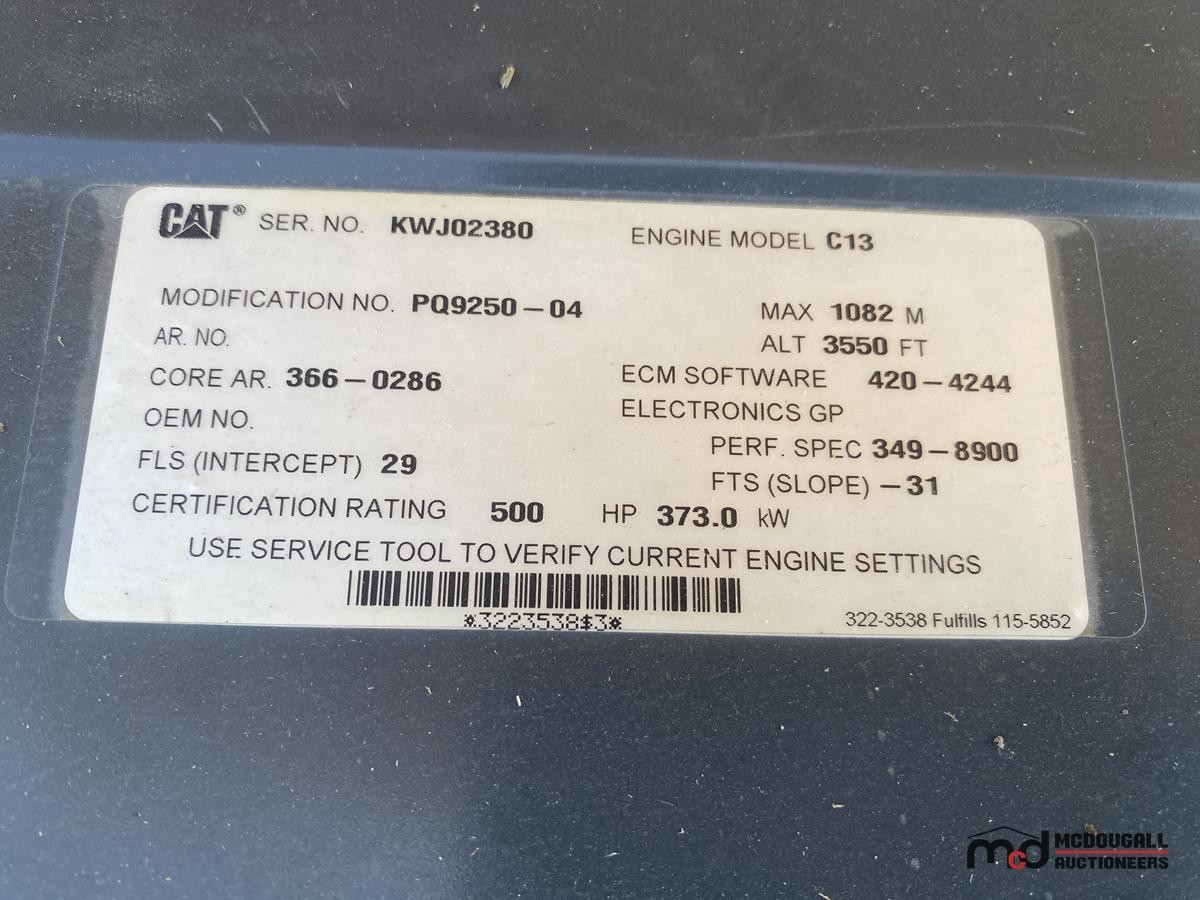 CAT® SER. NO. KWJ02380 ENGINE MODEL C13
MODIFICATION NO. PQ9250-04 MAX 1082 M
AR. NO. ALT 3550 FT
CORE AR. 366-0286 ECM SOFTWARE 420-4244
OEM NO. ELECTRONICS GP
FLS (INTERCEPT) 29 PERF. SPEC 349-8900
FTS (SLOPE) -31
CERTIFICATION RATING 500 HP 373.0 kW
USE SERVICE TOOL TO VERIFY CURRENT ENGINE SETTINGS
*3223538$3*
322-3538 Fulfills 115-5852
mcd MCDOUGALL
AUCTIONEERS